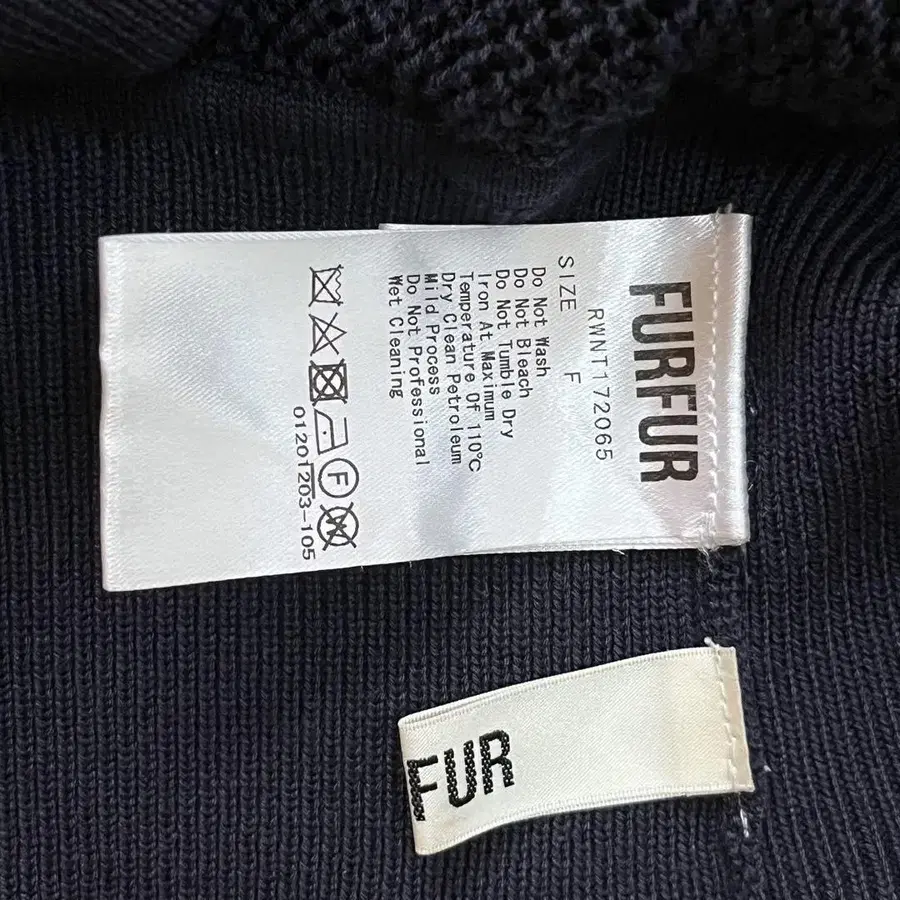 FURFUR
RWNT172065
SIZE F
Do Not Wash
Do Not Bleach
Do Not Tumble Dry
Iron At Maximum
Temperature Of 110℃
Dry Clean Petroleum
Mild Process
Do Not Professional
Wet Cleaning
F
W
01201203-105
FUR